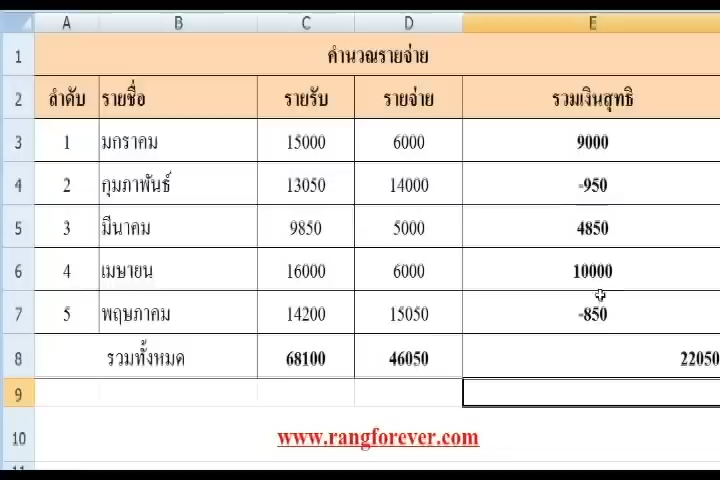 A B C D E
1 คำนวณรายจ่าย
2 ลำดับ รายชื่อ รายรับ รายจ่าย รวมเงินสุทธิ
3 1 มกราคม 15000 6000 9000
4 2 กุมภาพันธ์ 13050 14000 -950
5 3 มีนาคม 9850 5000 4850
6 4 เมษายน 16000 6000 10000
7 5 พฤษภาคม 14200 15050 -850
8 รวมทั้งหมด 68100 46050 22050
9
10 www.rangforever.com